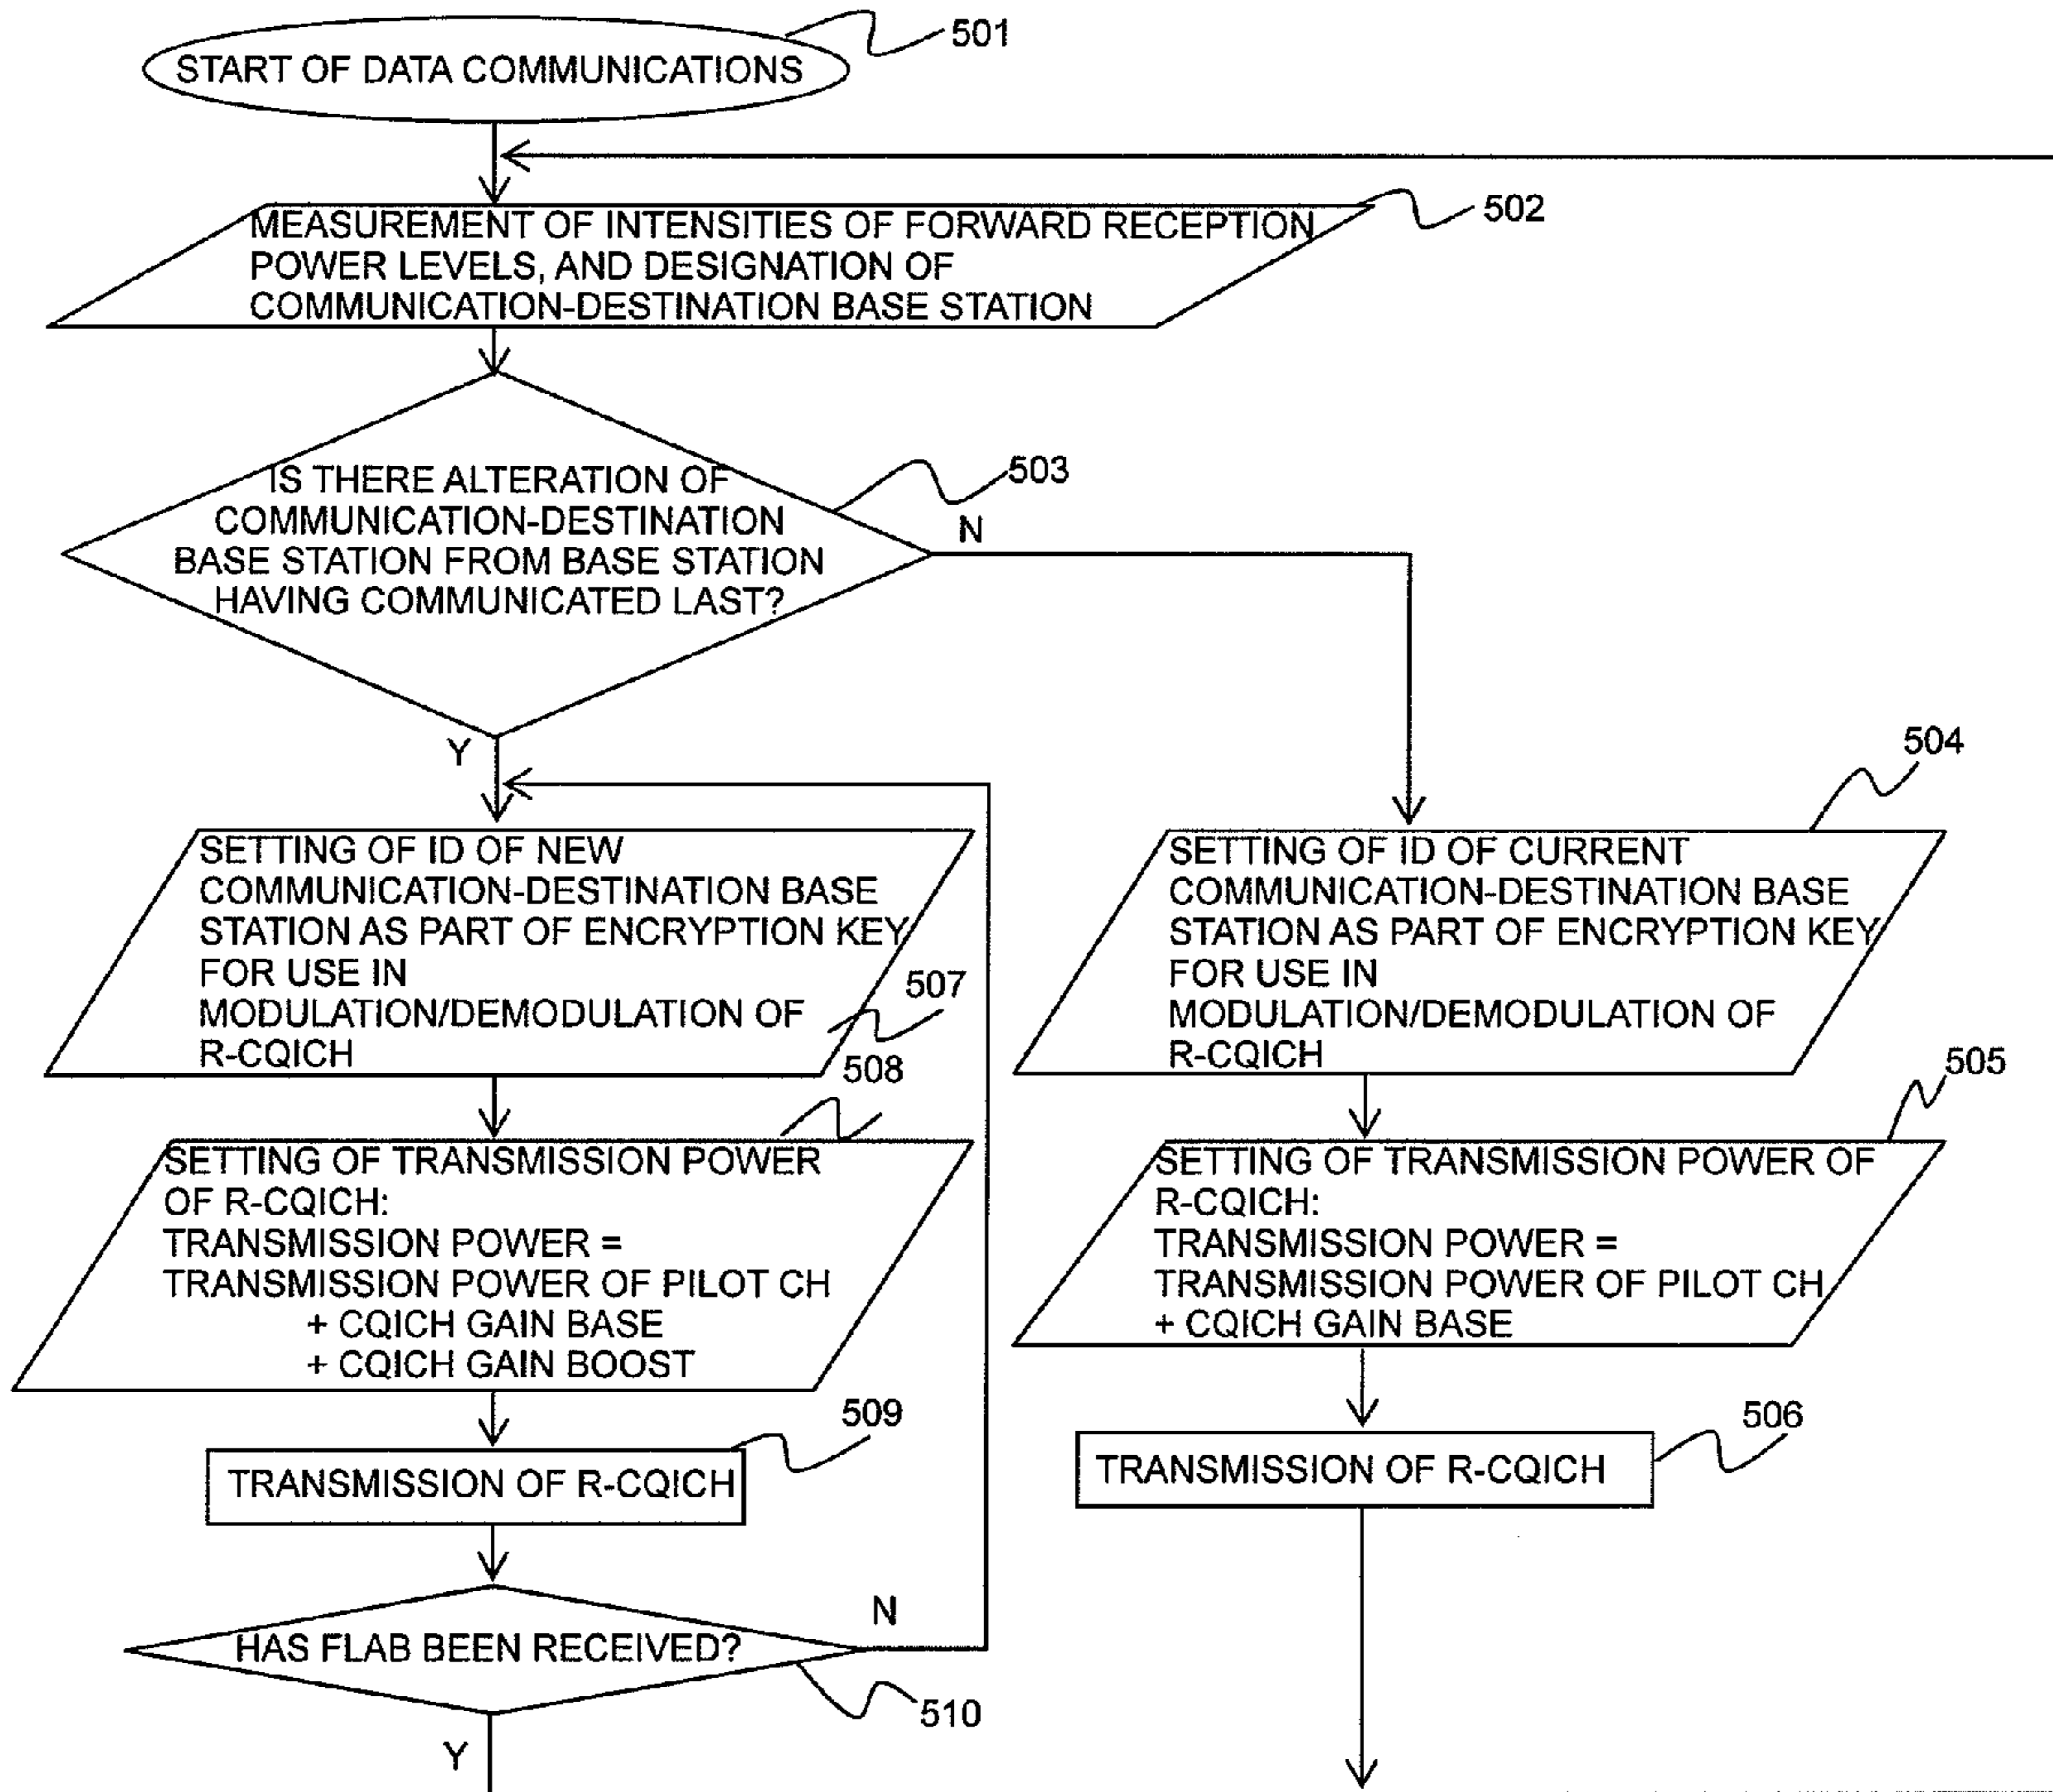 501
START OF DATA COMMUNICATIONS
502
MEASUREMENT OF INTENSITIES OF FORWARD RECEPTION
POWER LEVELS, AND DESIGNATION OF
COMMUNICATION-DESTINATION BASE STATION
503
IS THERE ALTERATION OF
COMMUNICATION-DESTINATION
BASE STATION FROM BASE STATION
HAVING COMMUNICATED LAST?
N
Y
SETTING OF ID OF NEW
COMMUNICATION-DESTINATION BASE
STATION AS PART OF ENCRYPTION KEY
FOR USE IN
MODULATION/DEMODULATION OF
R-CQICH
507
508
SETTING OF TRANSMISSION POWER
OF R-CQICH:
TRANSMISSION POWER =
TRANSMISSION POWER OF PILOT CH
+ CQICH GAIN BASE
+ CQICH GAIN BOOST
509
TRANSMISSION OF R-CQICH
HAS FLAB BEEN RECEIVED?
N
510
Y
504
SETTING OF ID OF CURRENT
COMMUNICATION-DESTINATION BASE
STATION AS PART OF ENCRYPTION KEY
FOR USE IN
MODULATION/DEMODULATION OF
R-CQICH
505
SETTING OF TRANSMISSION POWER OF
R-CQICH:
TRANSMISSION POWER =
TRANSMISSION POWER OF PILOT CH
+ CQICH GAIN BASE
506
TRANSMISSION OF R-CQICH